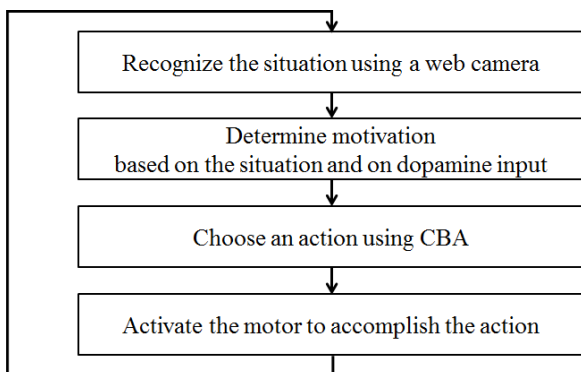 Recognize the situation using a web camera
Determine motivation
based on the situation and on dopamine input
Choose an action using CBA
Activate the motor to accomplish the action